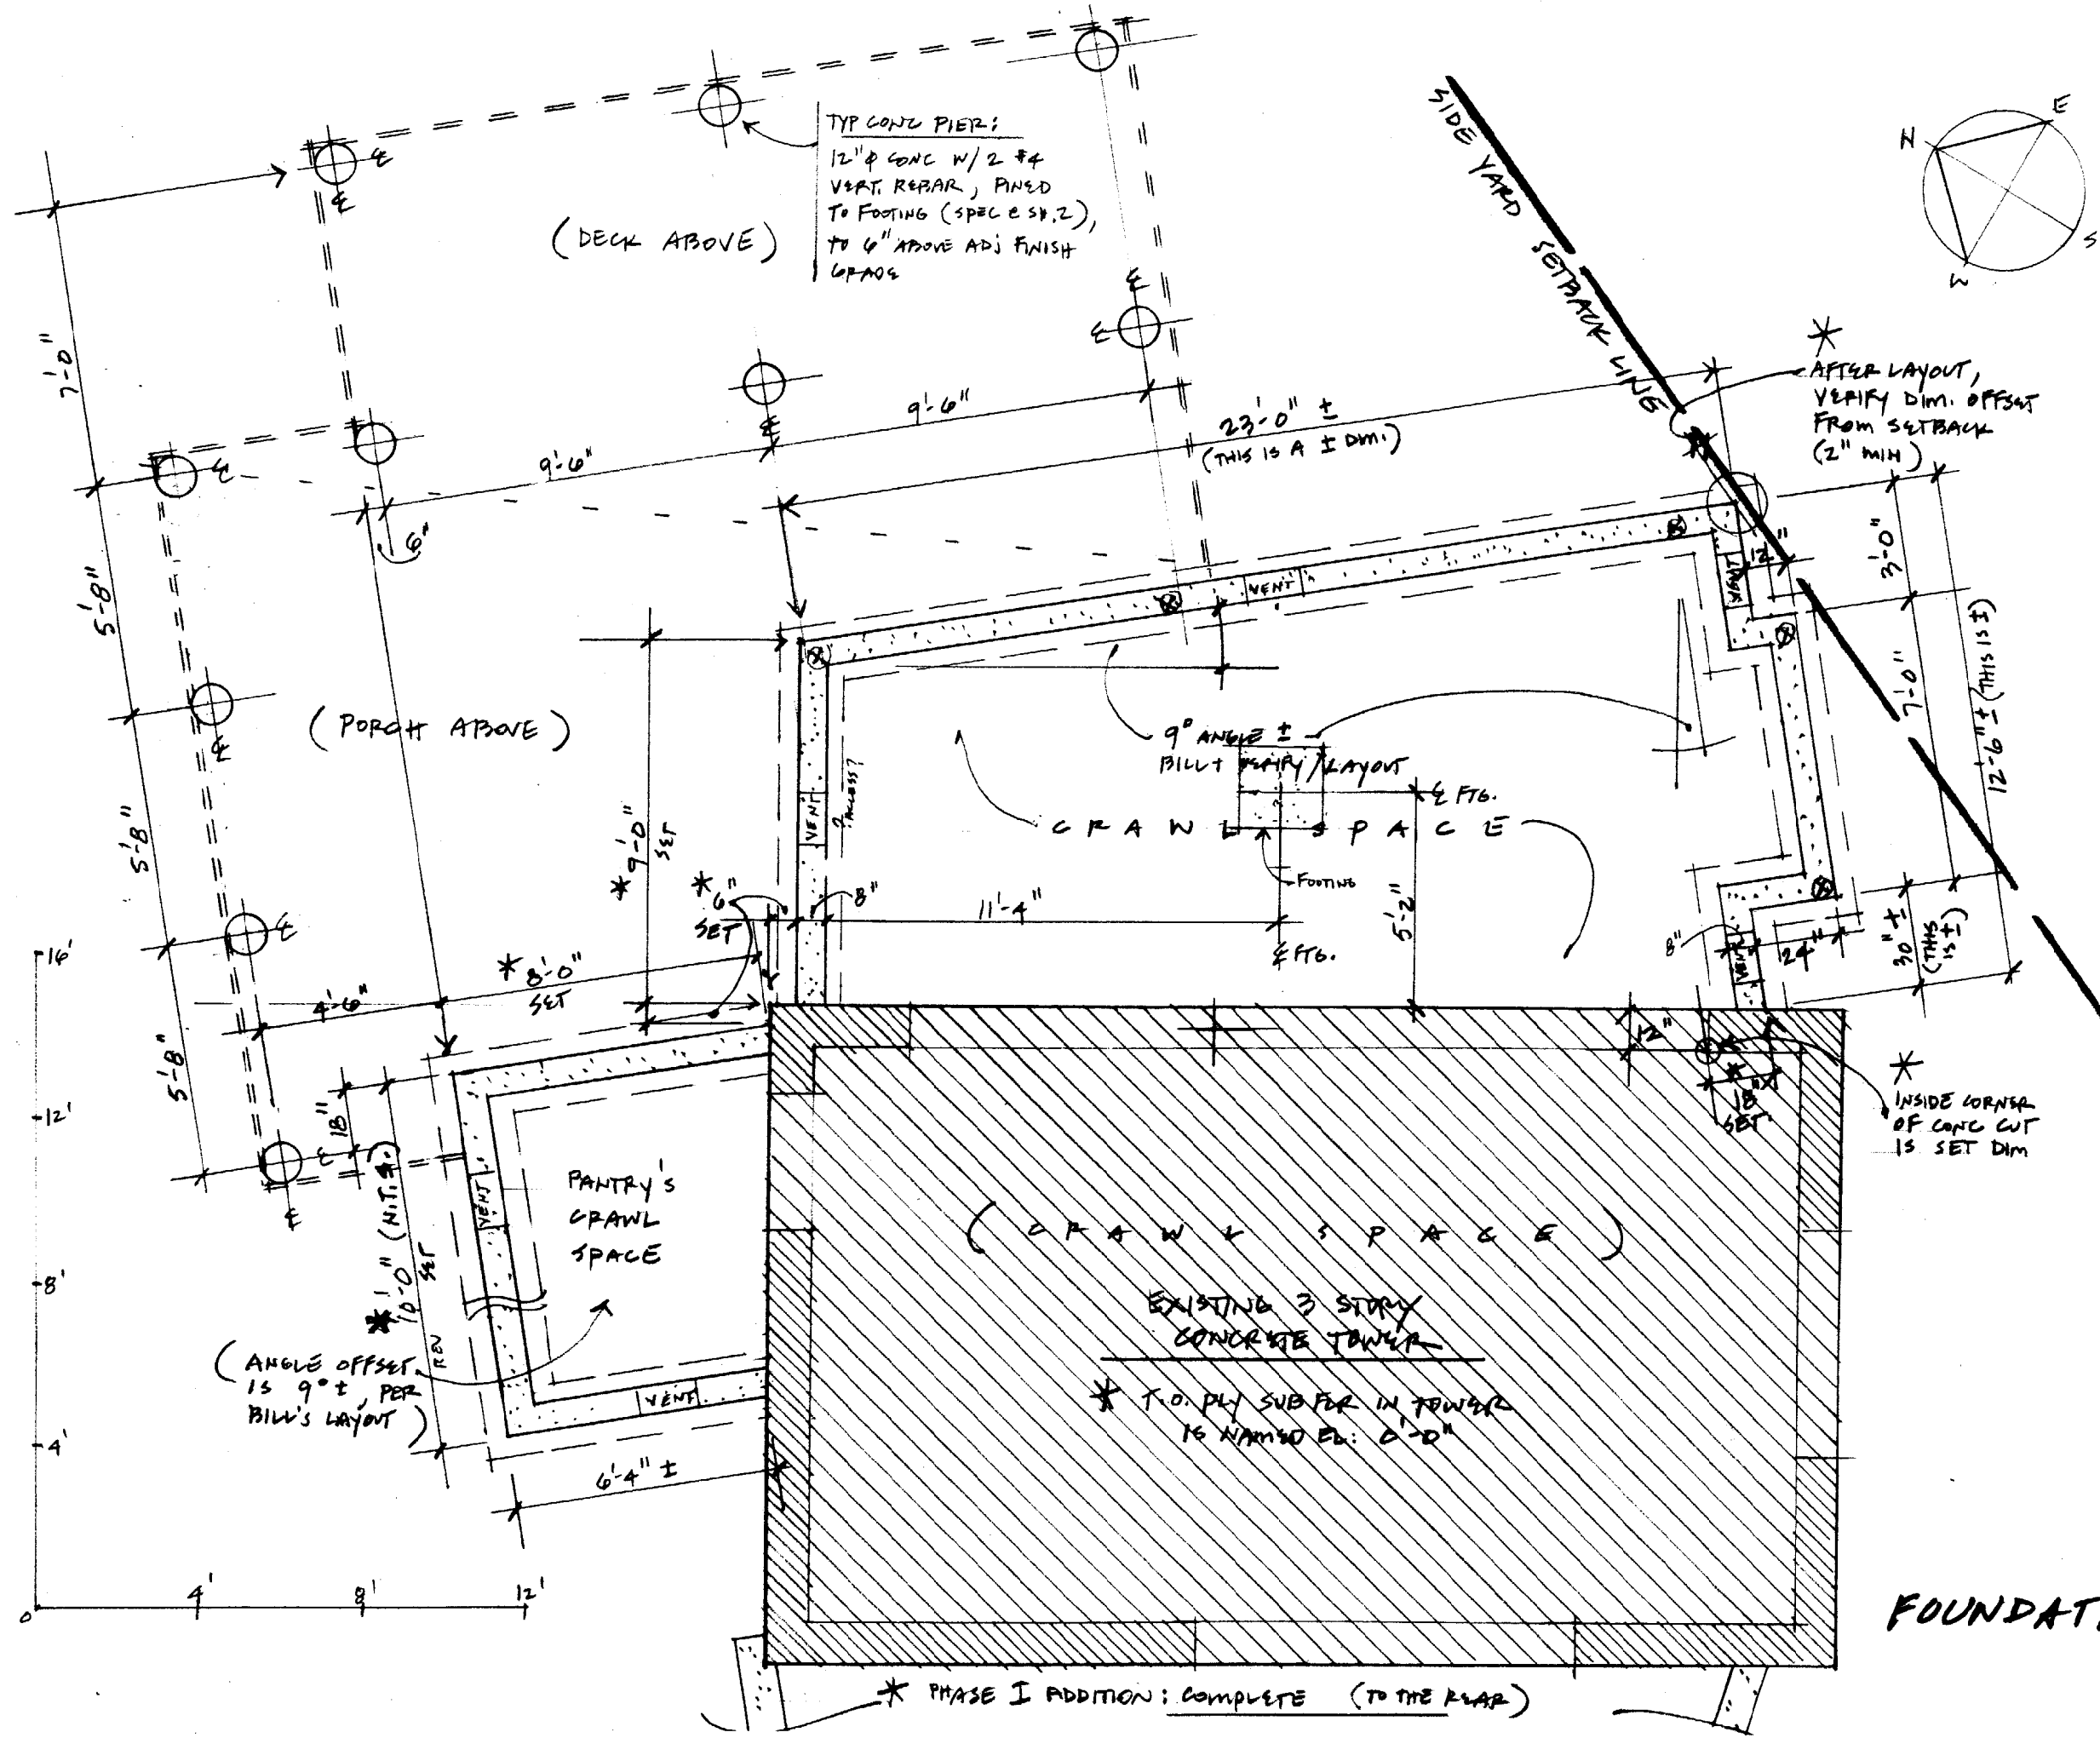 TYP CONC PIER:
12"φ CONC W/ 2 #4
VERT. REBAR, PINED
TO FOOTING (SPEC @ SH.2),
TO 6" ABOVE ADJ FINISH
GRADE
(DECK ABOVE)
SIDE YARD SETBACK LINE
N
E
S
W
*
AFTER LAYOUT,
VERIFY DIM. OFFSET
FROM SETBACK
(2" MIN)
7'-0"
5'-8"
5'-8"
5'-8"
9'-6"
9'-6"
6"
23'-0" ±
(THIS IS A ± DIM.)
12"
3'-0"
7'-0"
12'-6" ± (THIS IS ±)
30" ±
(THIS
IS ±)
24"
8"
VENT
VENT
VENT
VENT
(PORCH ABOVE)
9° ANGLE ±
BILL + VERIFY/LAYOUT
CRAWL SPACE
℄ FTG.
FOOTING
? ACCESS?
* 9'-0"
SET
* 6"
SET
8"
11'-4"
℄ FTG.
5'-2"
* 8'-0"
SET
4'-6"
18"
* 10'-0" (N.T.S.)
SET
REV
VENT
VENT
PANTRY'S
CRAWL
SPACE
(ANGLE OFFSET
IS 9° ±, PER
BILL'S LAYOUT)
6'-4" ±
12"
*
18"
SET
*
INSIDE CORNER
OF CONC CUT
IS SET DIM
(CRAWL SPACE)
EXISTING 3 STORY
CONCRETE TOWER
* T.O. PLY SUB FLR IN TOWER
IS NAMED EL: 0'-0"
16'
12'
8'
4'
0
4'
8'
12'
FOUNDAT
* PHASE I ADDITION: COMPLETE (TO THE REAR)